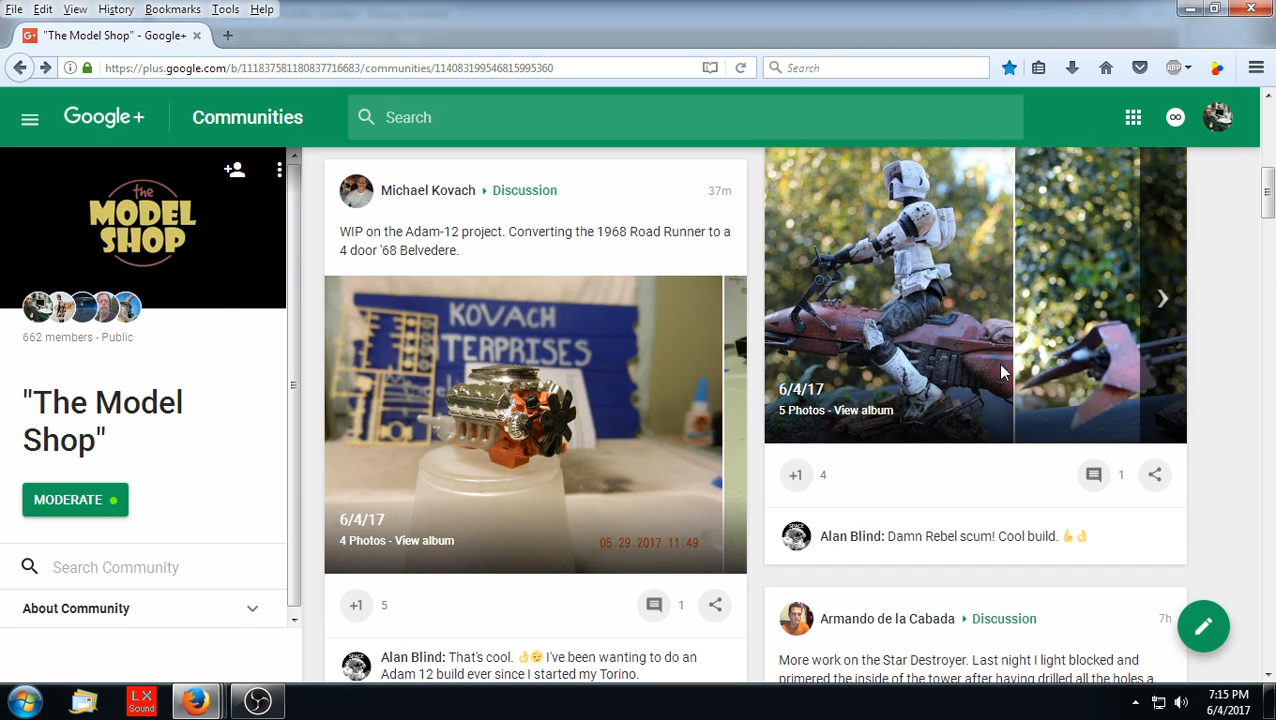 File Edit View History Bookmarks Tools Help
"The Model Shop" - Google+
https://plus.google.com/b/111837581180837716683/communities/114083199546815995360
Search
ABP
Google+ Communities Search
the
MODEL
SHOP
662 members - Public
"The Model
Shop"
MODERATE
Search Community
About Community
Michael Kovach Discussion 37m
WIP on the Adam-12 project. Converting the 1968 Road Runner to a
4 door '68 Belvedere.
KOVACH
TERPRISES
6/4/17
4 Photos - View album
05.29.2017 11:49
+1 5 1
Alan Blind: That's cool. 👌😉 I've been wanting to do an
Adam 12 build ever since I started my Torino.
6/4/17
5 Photos - View album
+1 4 1
Alan Blind: Damn Rebel scum! Cool build. 👍👌
Armando de la Cabada Discussion 7h
More work on the Star Destroyer. Last night I light blocked and
primered the inside of the tower after having drilled all the holes a
LX
Sound
7:15 PM
6/4/2017